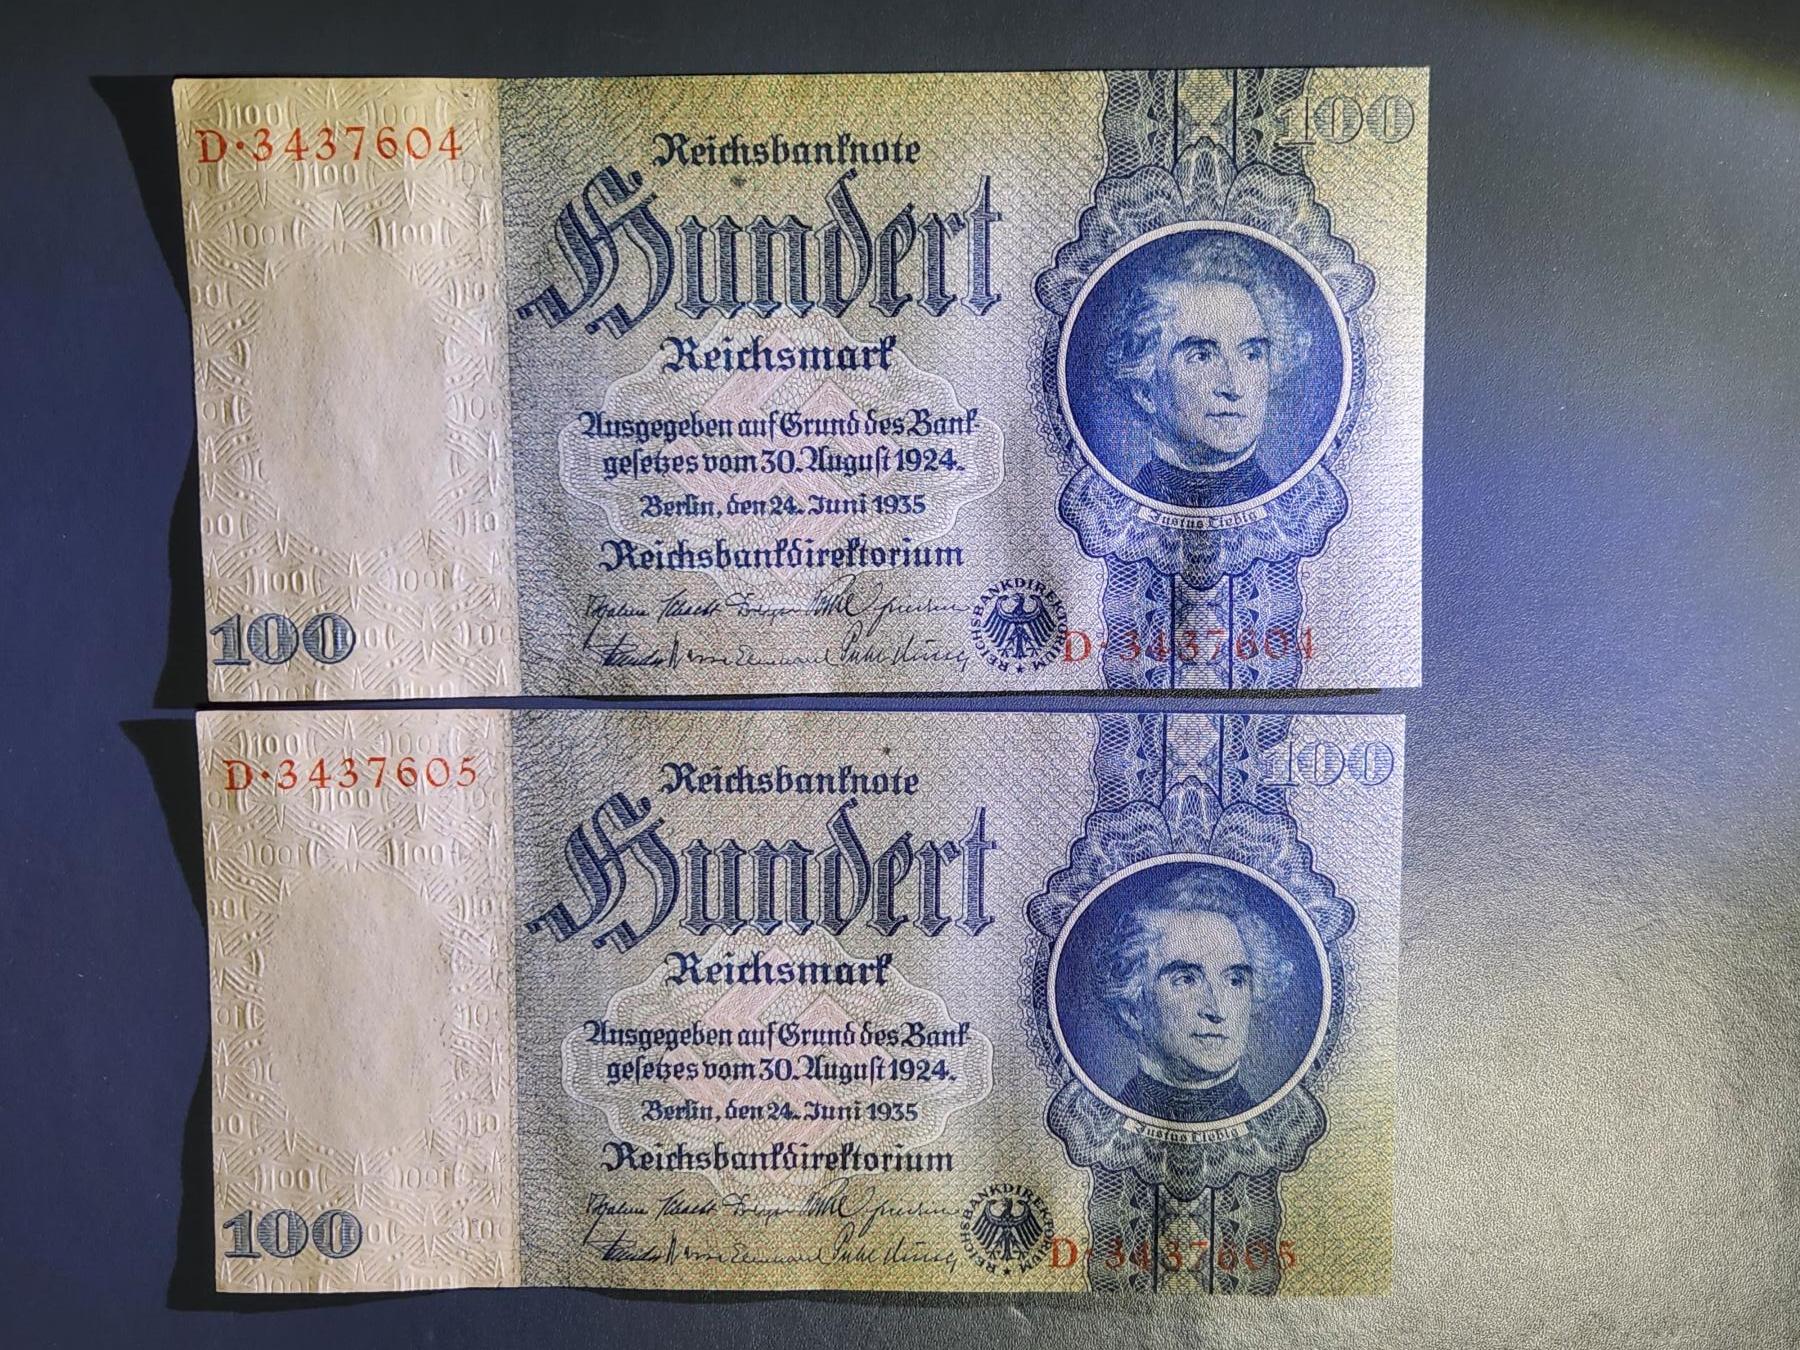 D·3437604
100
Reichsbanknote
Hundert
Reichsmark
Ausgegeben auf Grund des Bank-
gesetzes vom 30. August 1924.
Berlin, den 24. Juni 1935
Reichsbankdirektorium
Justus Liebig
REICHSBANKDIREKTORIUM
D·3437604
100
D·3437605
100
Reichsbanknote
Hundert
Reichsmark
Ausgegeben auf Grund des Bank-
gesetzes vom 30. August 1924.
Berlin, den 24. Juni 1935
Reichsbankdirektorium
Justus Liebig
REICHSBANKDIREKTORIUM
D·3437605
100